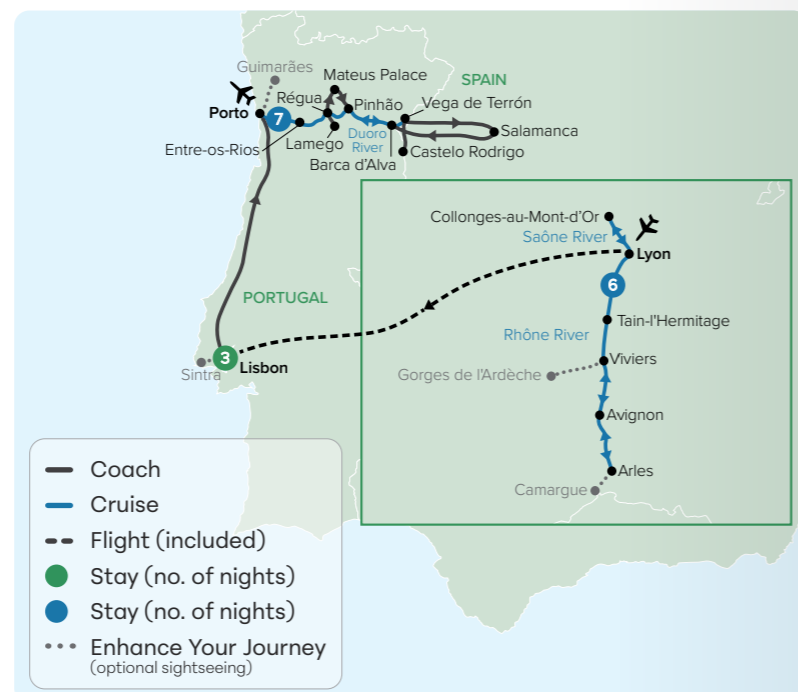 Guimarães
Mateus Palace
SPAIN
Régua
Pinhão
Vega de Terrón
Porto
7
Salamanca
Entre-os-Rios
Lamego
Duoro
River
Castelo Rodrigo
Barca d'Alva
Collonges-au-Mont-d'Or
Saône River
Lyon
6
PORTUGAL
Tain-l'Hermitage
Rhône River
3
Lisbon
Sintra
Viviers
Gorges de l'Ardèche
Avignon
Arles
Camargue
Coach
Cruise
Flight (included)
Stay (no. of nights)
Stay (no. of nights)
Enhance Your Journey
(optional sightseeing)